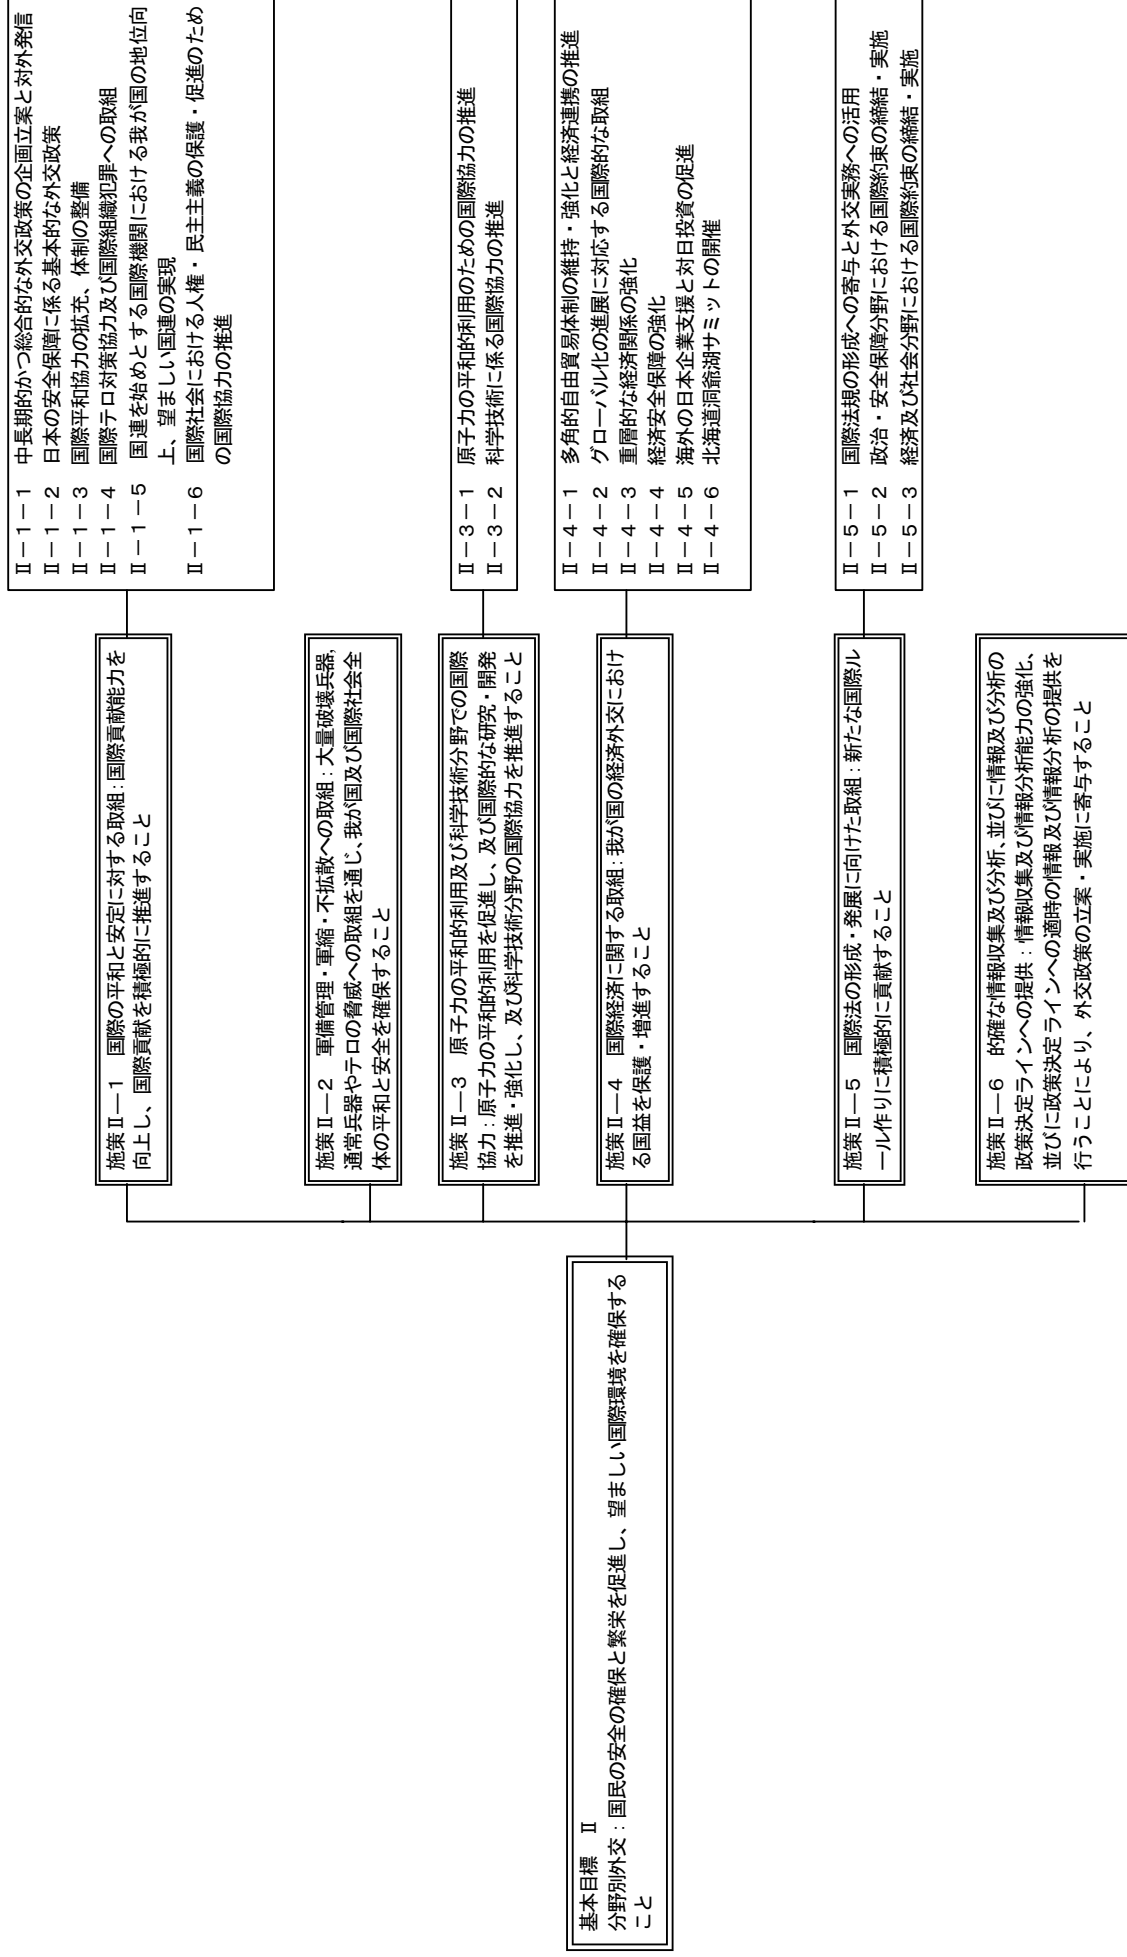 基本目標　Ⅱ
分野別外交：国民の安全の確保と繁栄を促進し、望ましい国際環境を確保する
こと
施策Ⅱ―１　国際の平和と安定に対する取組：国際貢献能力を
向上し、国際貢献を積極的に推進すること
Ⅱ－１－１　中長期的かつ総合的な外交政策の企画立案と対外発信
Ⅱ－１－２　日本の安全保障に係る基本的な外交政策
Ⅱ－１－３　国際平和協力の拡充、体制の整備
Ⅱ－１－４　国際テロ対策協力及び国際組織犯罪への取組
Ⅱ－１－５　国連を始めとする国際機関における我が国の地位向
上、望ましい国連の実現
Ⅱ－１－６　国際社会における人権・民主主義の保護・促進のため
の国際協力の推進
施策Ⅱ―２　軍備管理・軍縮・不拡散への取組：大量破壊兵器、
通常兵器やテロの脅威への取組を通じ、我が国及び国際社会全
体の平和と安全を確保すること
施策Ⅱ―３　原子力の平和的利用及び科学技術分野での国際
協力：原子力の平和的利用を促進し、及び国際的な研究・開発
を推進・強化し、及び科学技術分野の国際協力を推進すること
Ⅱ－３－１　原子力の平和的利用のための国際協力の推進
Ⅱ－３－２　科学技術に係る国際協力の推進
施策Ⅱ―４　国際経済に関する取組：我が国の経済外交におけ
る国益を保護・増進すること
Ⅱ－４－１　多角的自由貿易体制の維持・強化と経済連携の推進
Ⅱ－４－２　グローバル化の進展に対応する国際的な取組
Ⅱ－４－３　重層的な経済関係の強化
Ⅱ－４－４　経済安全保障の強化
Ⅱ－４－５　海外の日本企業支援と対日投資の促進
Ⅱ－４－６　北海道洞爺湖サミットの開催
施策Ⅱ―５　国際法の形成・発展に向けた取組：新たな国際ル
ール作りに積極的に貢献すること
Ⅱ－５－１　国際法規の形成への寄与と外交実務への活用
Ⅱ－５－２　政治・安全保障分野における国際約束の締結・実施
Ⅱ－５－３　経済及び社会分野における国際約束の締結・実施
施策Ⅱ―６　的確な情報収集及び分析、並びに情報及び分析の
政策決定ラインへの提供：情報収集及び情報分析能力の強化、
並びに政策決定ラインへの適時の情報及び情報分析の提供を
行うことにより、外交政策の立案・実施に寄与すること